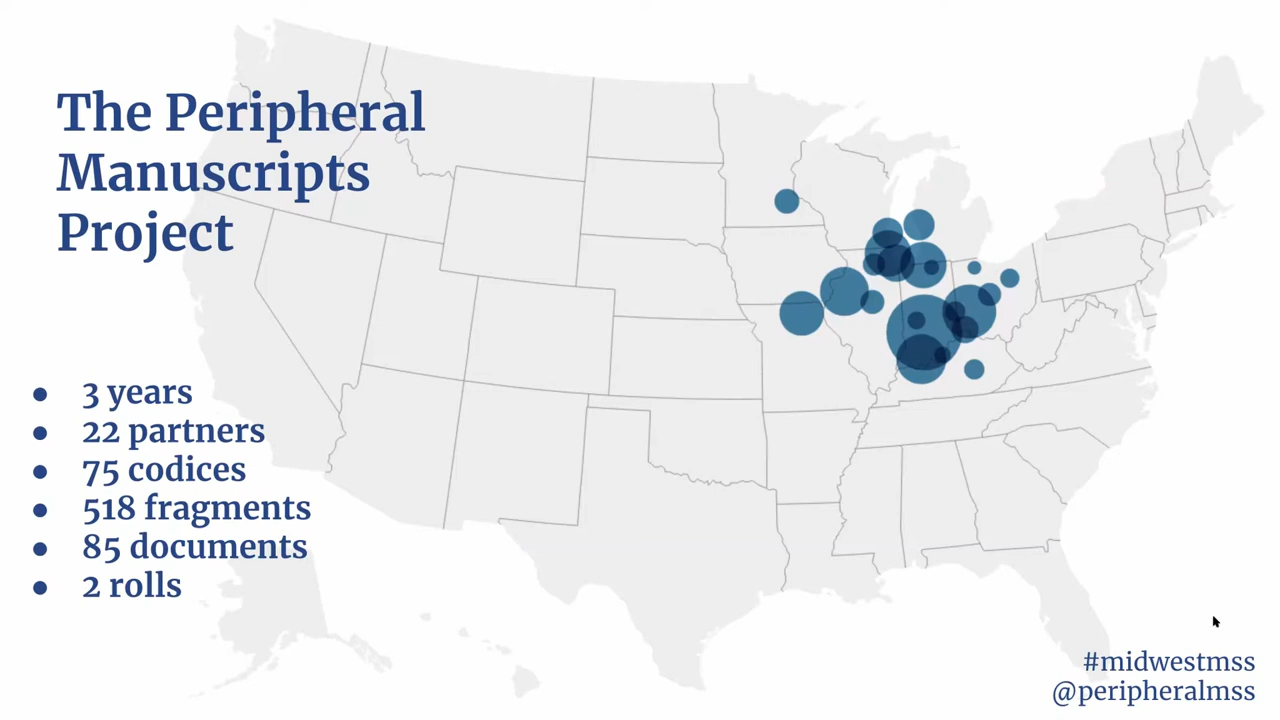 The Peripheral
Manuscripts
Project
● 3 years
● 22 partners
● 75 codices
● 518 fragments
● 85 documents
● 2 rolls
#midwestmss
@peripheralmss